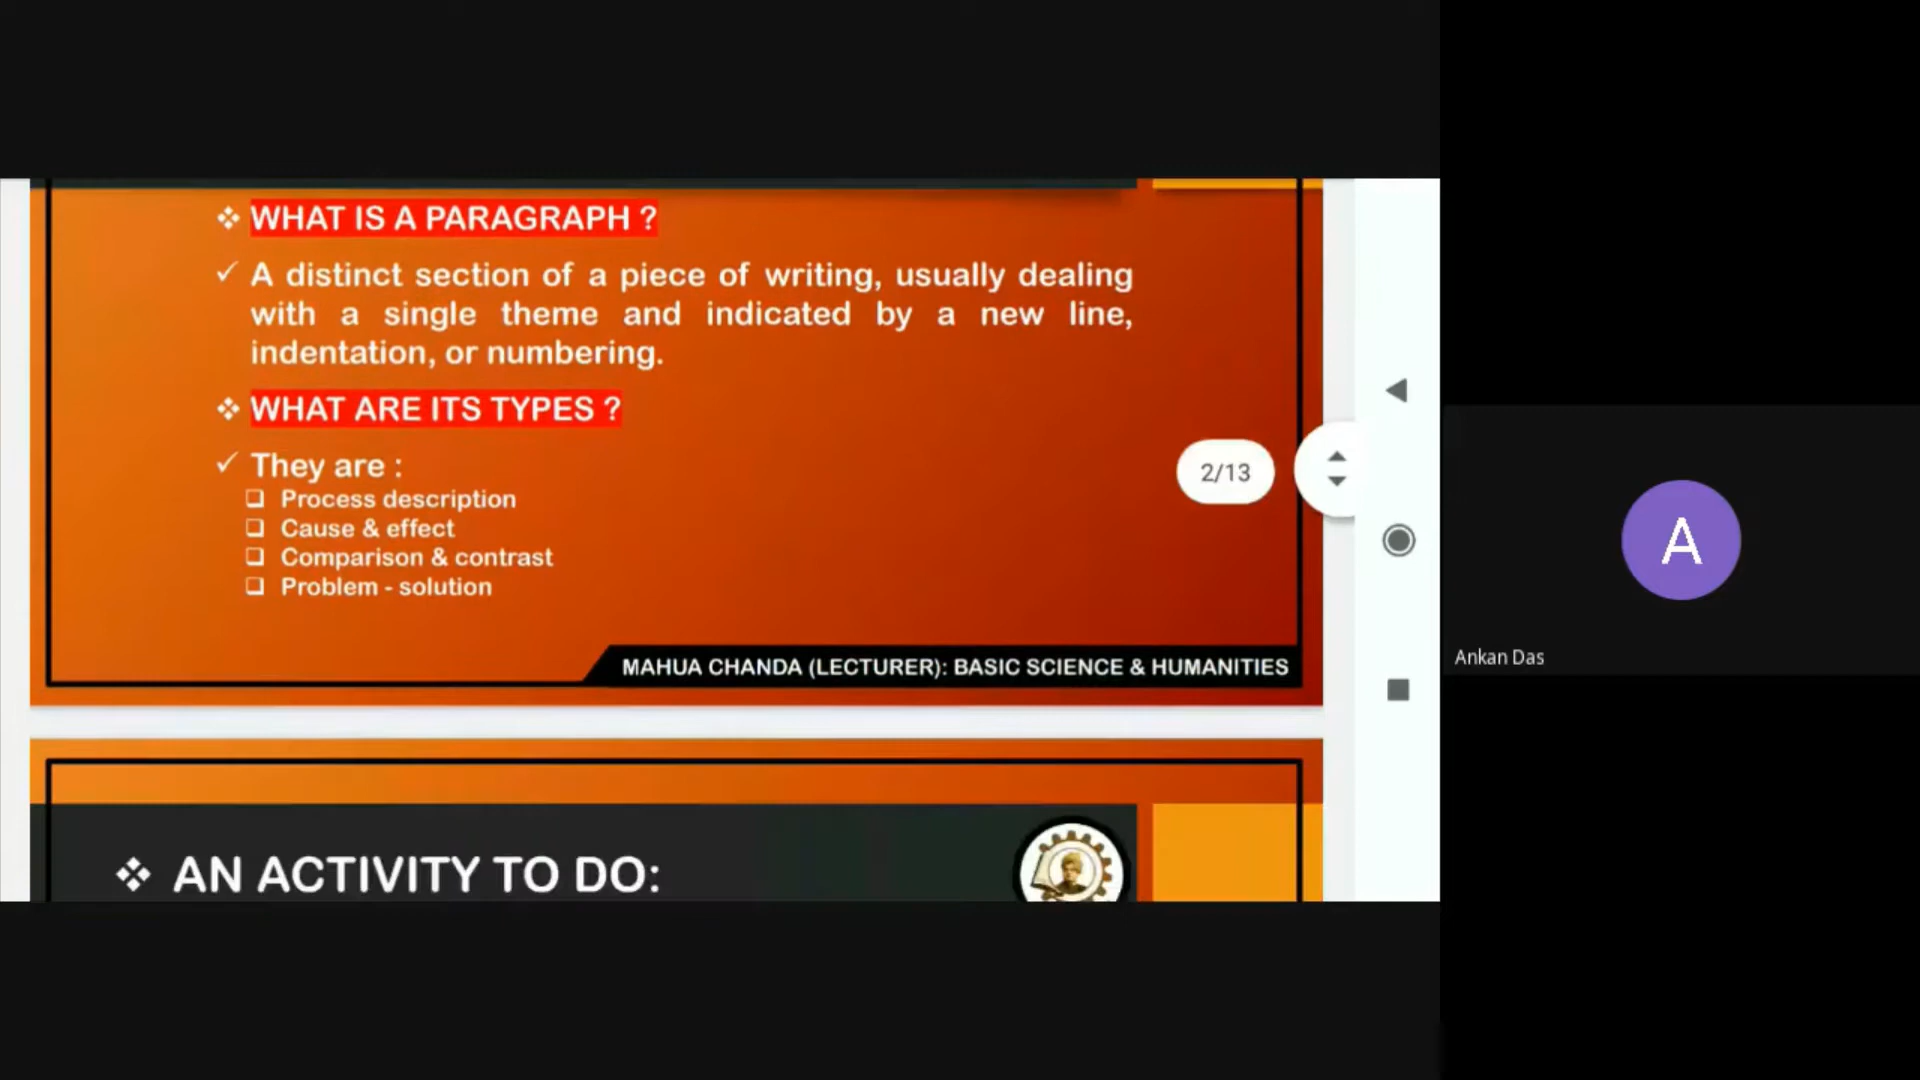 WHAT IS A PARAGRAPH ?
A distinct section of a piece of writing, usually dealing
with a single theme and indicated by a new line,
indentation, or numbering.
WHAT ARE ITS TYPES ?
They are :
Process description
Cause & effect
Comparison & contrast
Problem - solution
2/13
MAHUA CHANDA (LECTURER): BASIC SCIENCE & HUMANITIES
AN ACTIVITY TO DO:
A
Ankan Das